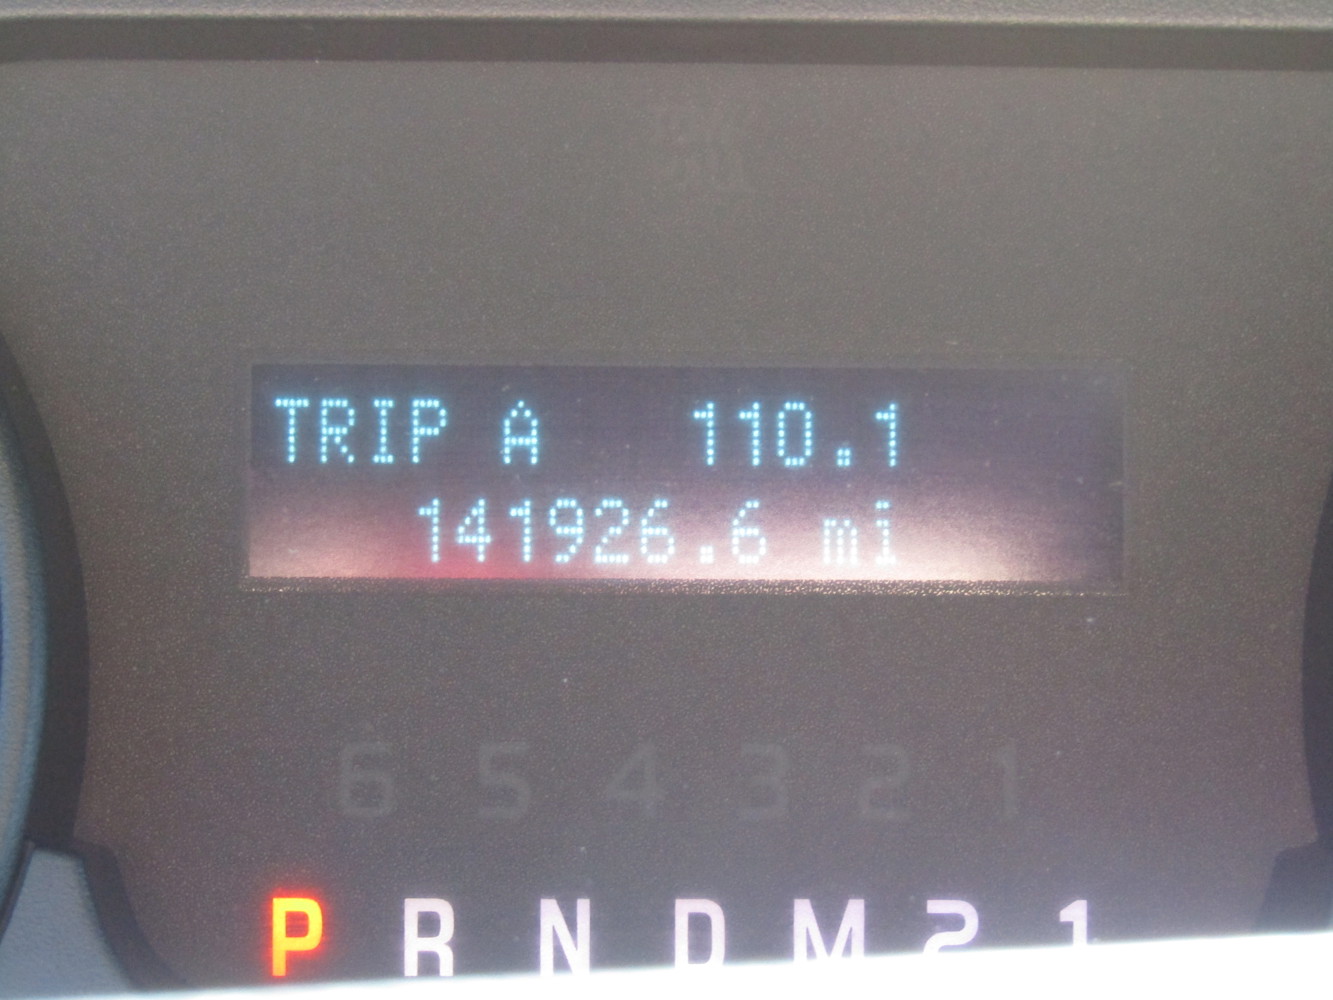 TRIP A 110.1
141926.6 mi
6 5 4 3 2 1
P R N D M 2 1